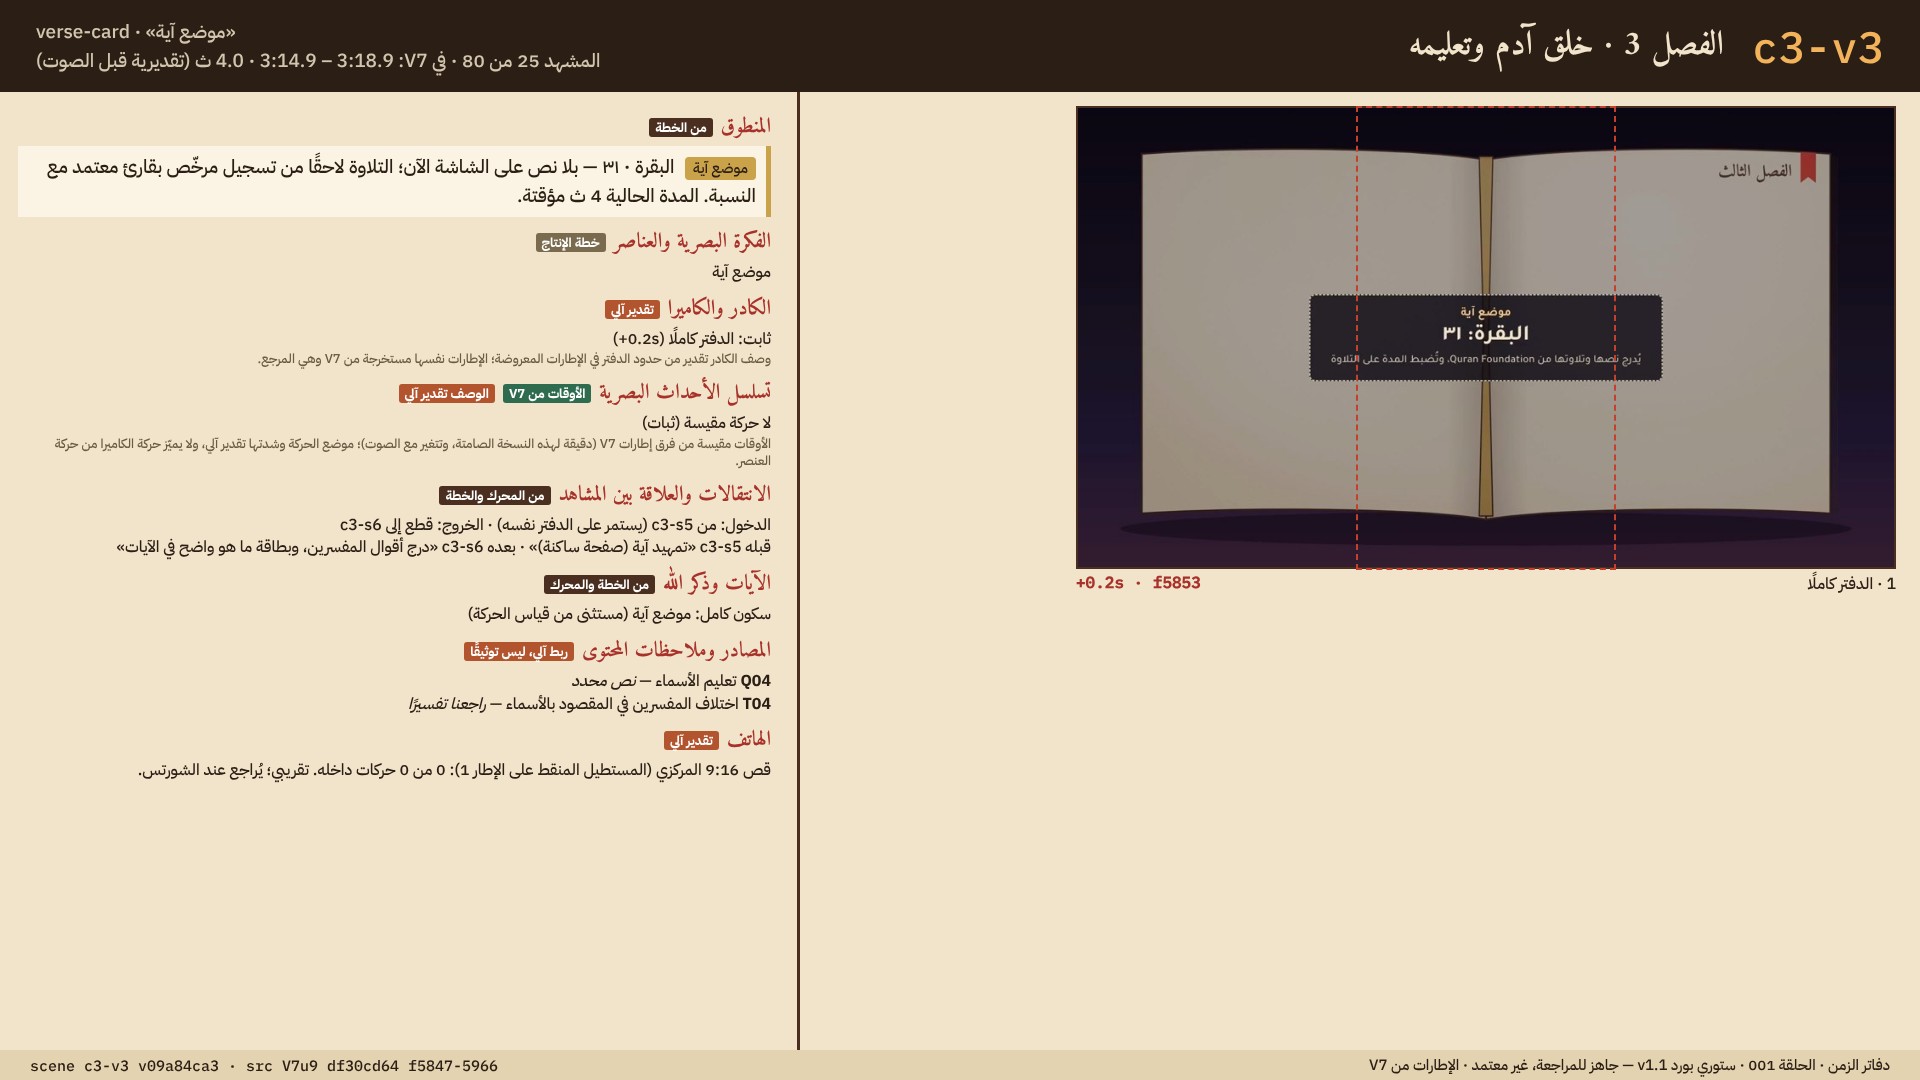 c3-v3 الفصل 3 · خلق آدم وتعليمه
«موضع آية» · verse-card
المشهد 25 من 80 · في V7: 3:14.9 – 3:18.9 · 4.0 ث (تقديرية قبل الصوت)
الفصل الثالث
موضع آية
البقرة: ٣١
يُدرج نصها وتلاوتها من Quran Foundation، وتُضبط المدة على التلاوة
1 · الدفتر كاملًا
+0.2s · f5853
المنطوق من الخطة
موضع آية البقرة · ٣١ — بلا نص على الشاشة الآن؛ التلاوة لاحقًا من تسجيل مرخّص بقارئ معتمد مع
النسبة. المدة الحالية 4 ث مؤقتة.
الفكرة البصرية والعناصر خطة الإنتاج
موضع آية
الكادر والكاميرا تقدير آلي
ثابت: الدفتر كاملًا (+0.2s)
وصف الكادر تقدير من حدود الدفتر في الإطارات المعروضة؛ الإطارات نفسها مستخرجة من V7 وهي المرجع.
تسلسل الأحداث البصرية الأوقات من V7 الوصف تقدير آلي
لا حركة مقيسة (ثبات)
الأوقات مقيسة من فرق إطارات V7 (دقيقة لهذه النسخة الصامتة، وتتغير مع الصوت)؛ موضع الحركة وشدتها تقدير آلي، ولا يميّز حركة الكاميرا من حركة
العنصر.
الانتقالات والعلاقة بين المشاهد من المحرك والخطة
الدخول: من c3-s5 (يستمر على الدفتر نفسه) · الخروج: قطع إلى c3-s6
قبله c3-s5 «تمهيد آية (صفحة ساكنة)» · بعده c3-s6 «درج أقوال المفسرين، وبطاقة ما هو واضح في الآيات»
الآيات وذكر الله من الخطة والمحرك
سكون كامل: موضع آية (مستثنى من قياس الحركة)
المصادر وملاحظات المحتوى ربط آلي، ليس توثيقًا
Q04 تعليم الأسماء — نص محدد
T04 اختلاف المفسرين في المقصود بالأسماء — راجعنا تفسيرًا
الهاتف تقدير آلي
قص 9:16 المركزي (المستطيل المنقط على الإطار 1): 0 من 0 حركات داخله. تقريبي؛ يُراجع عند الشورتس.
دفاتر الزمن · الحلقة 001 · ستوري بورد v1.1 — جاهز للمراجعة، غير معتمد · الإطارات من V7
scene c3-v3 v09a84ca3 · src V7u9 df30cd64 f5847-5966